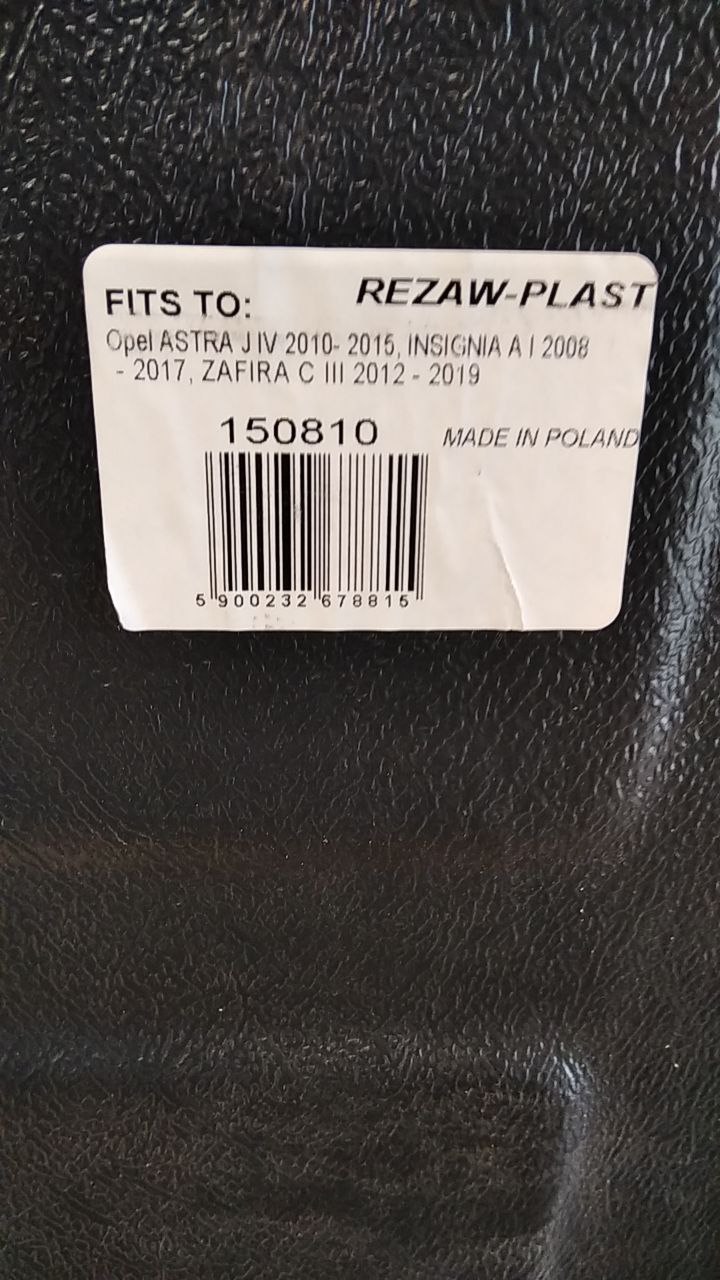 FITS TO: REZAW-PLAST
Opel ASTRA J IV 2010- 2015, INSIGNIA A I 2008
- 2017, ZAFIRA C III 2012 - 2019
150810 MADE IN POLAND
5 900232 678815